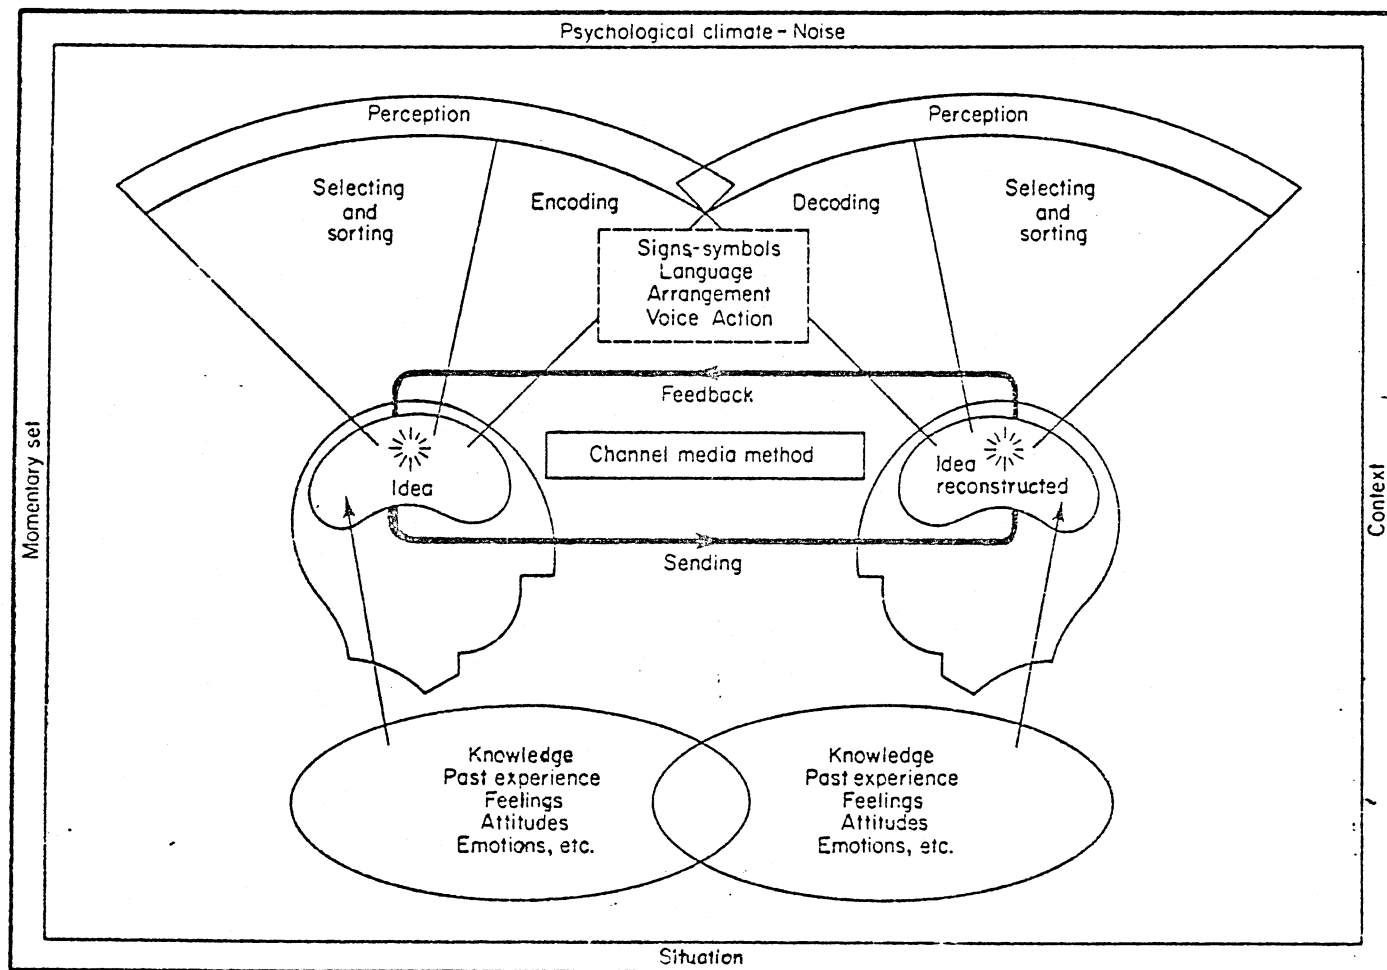 Psychological climate - Noise
Perception
Perception
Selecting
and
sorting
Encoding
Decoding
Selecting
and
sorting
Signs-symbols
Language
Arrangement
Voice Action
Feedback
Channel media method
Idea
Idea
reconstructed
Sending
Momentary set
Context
Knowledge
Past experience
Feelings
Attitudes
Emotions, etc.
Knowledge
Past experience
Feelings
Attitudes
Emotions, etc.
Situation